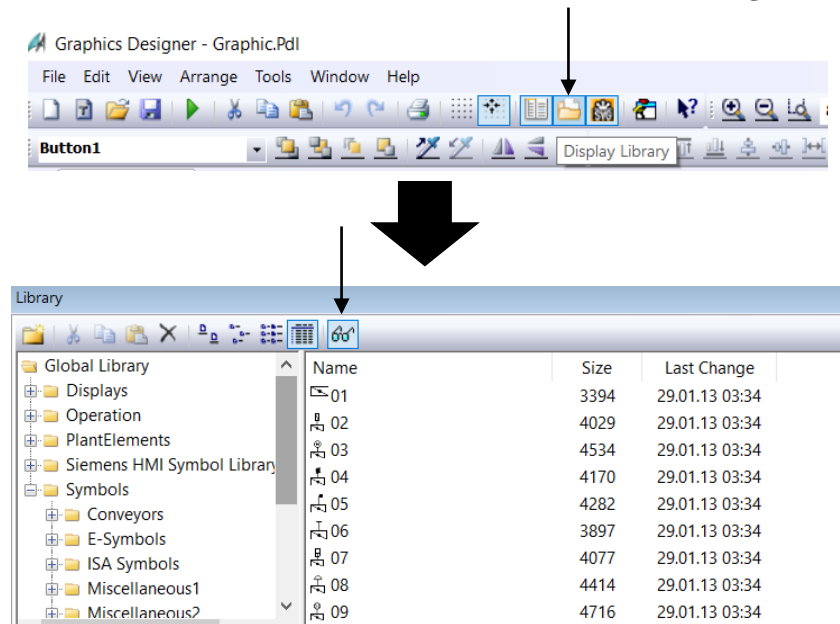 Graphics Designer - Graphic.Pdl
File Edit View Arrange Tools Window Help
Button1
Display Library
Library
Global Library
Displays
Operation
PlantElements
Siemens HMI Symbol Library
Symbols
Conveyors
E-Symbols
ISA Symbols
Miscellaneous1
Miscellaneous2
Name Size Last Change
01 3394 29.01.13 03:34
02 4029 29.01.13 03:34
03 4534 29.01.13 03:34
04 4170 29.01.13 03:34
05 4282 29.01.13 03:34
06 3897 29.01.13 03:34
07 4077 29.01.13 03:34
08 4414 29.01.13 03:34
09 4716 29.01.13 03:34